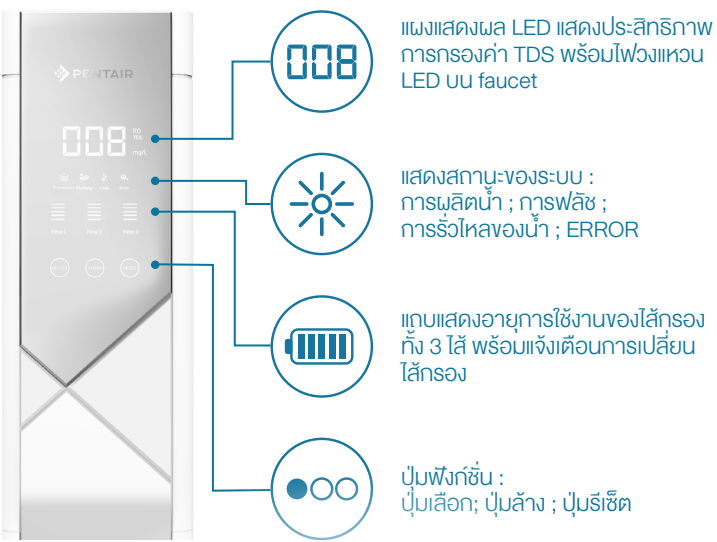 PENTAIR
008
RO
TDS
mg/L
Filter 1 Filter 2 Filter 3
008
แผงแสดงผล LED แสดงประสิทธิภาพ
การกรองค่า TDS พร้อมไฟวงแหวน
LED บน faucet
แสดงสถานะของระบบ :
การผลิตน้ำ ; การฟลัช ;
การรั่วไหลของน้ำ ; ERROR
แถบแสดงอายุการใช้งานของไส้กรอง
ทั้ง 3 ไส้ พร้อมแจ้งเตือนการเปลี่ยน
ไส้กรอง
ปุ่มฟังก์ชั่น :
ปุ่มเลือก; ปุ่มล้าง ; ปุ่มรีเซ็ต